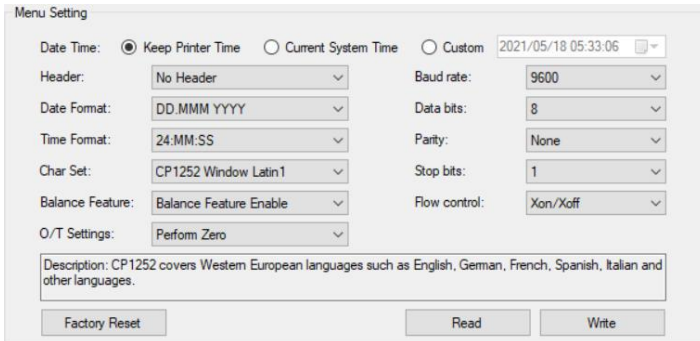 Menu Setting
Date Time: Keep Printer Time Current System Time Custom 2021/05/18 05:33:06
Header: No Header Baud rate: 9600
Date Format: DD.MMM YYYY Data bits: 8
Time Format: 24:MM:SS Parity: None
Char Set: CP1252 Window Latin1 Stop bits: 1
Balance Feature: Balance Feature Enable Flow control: Xon/Xoff
O/T Settings: Perform Zero
Description: CP1252 covers Western European languages such as English, German, French, Spanish, Italian and
other languages.
Factory Reset Read Write